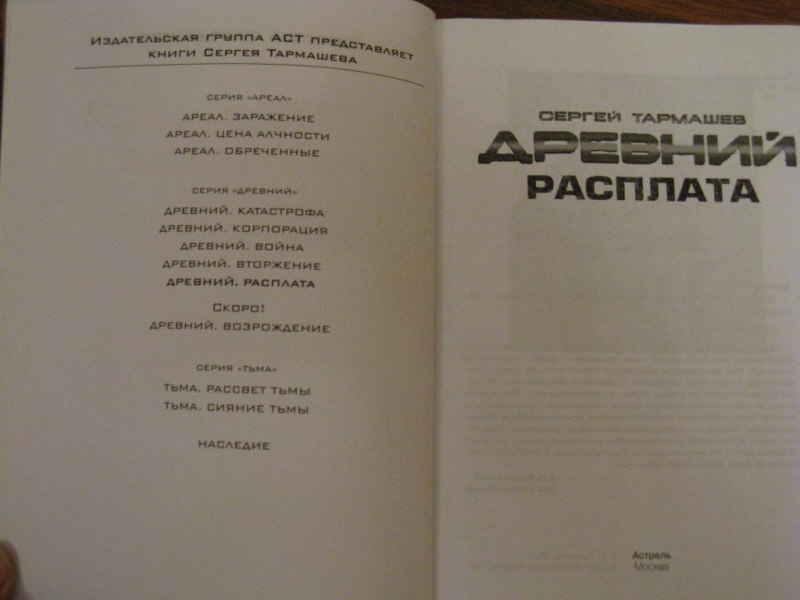 Издательская группа АСТ представляет
книги Сергея Тармашева
серия «Ареал»
Ареал. Заражение
Ареал. Цена алчности
Ареал. Обреченные
серия «Древний»
Древний. Катастрофа
Древний. Корпорация
Древний. Война
Древний. Вторжение
Древний. Расплата
Скоро!
Древний. Возрождение
серия «Тьма»
Тьма. Рассвет тьмы
Тьма. Сияние тьмы
Наследие
СЕРГЕЙ ТАРМАШЕВ
ДРЕВНИЙ
РАСПЛАТА
Астрель
Москва